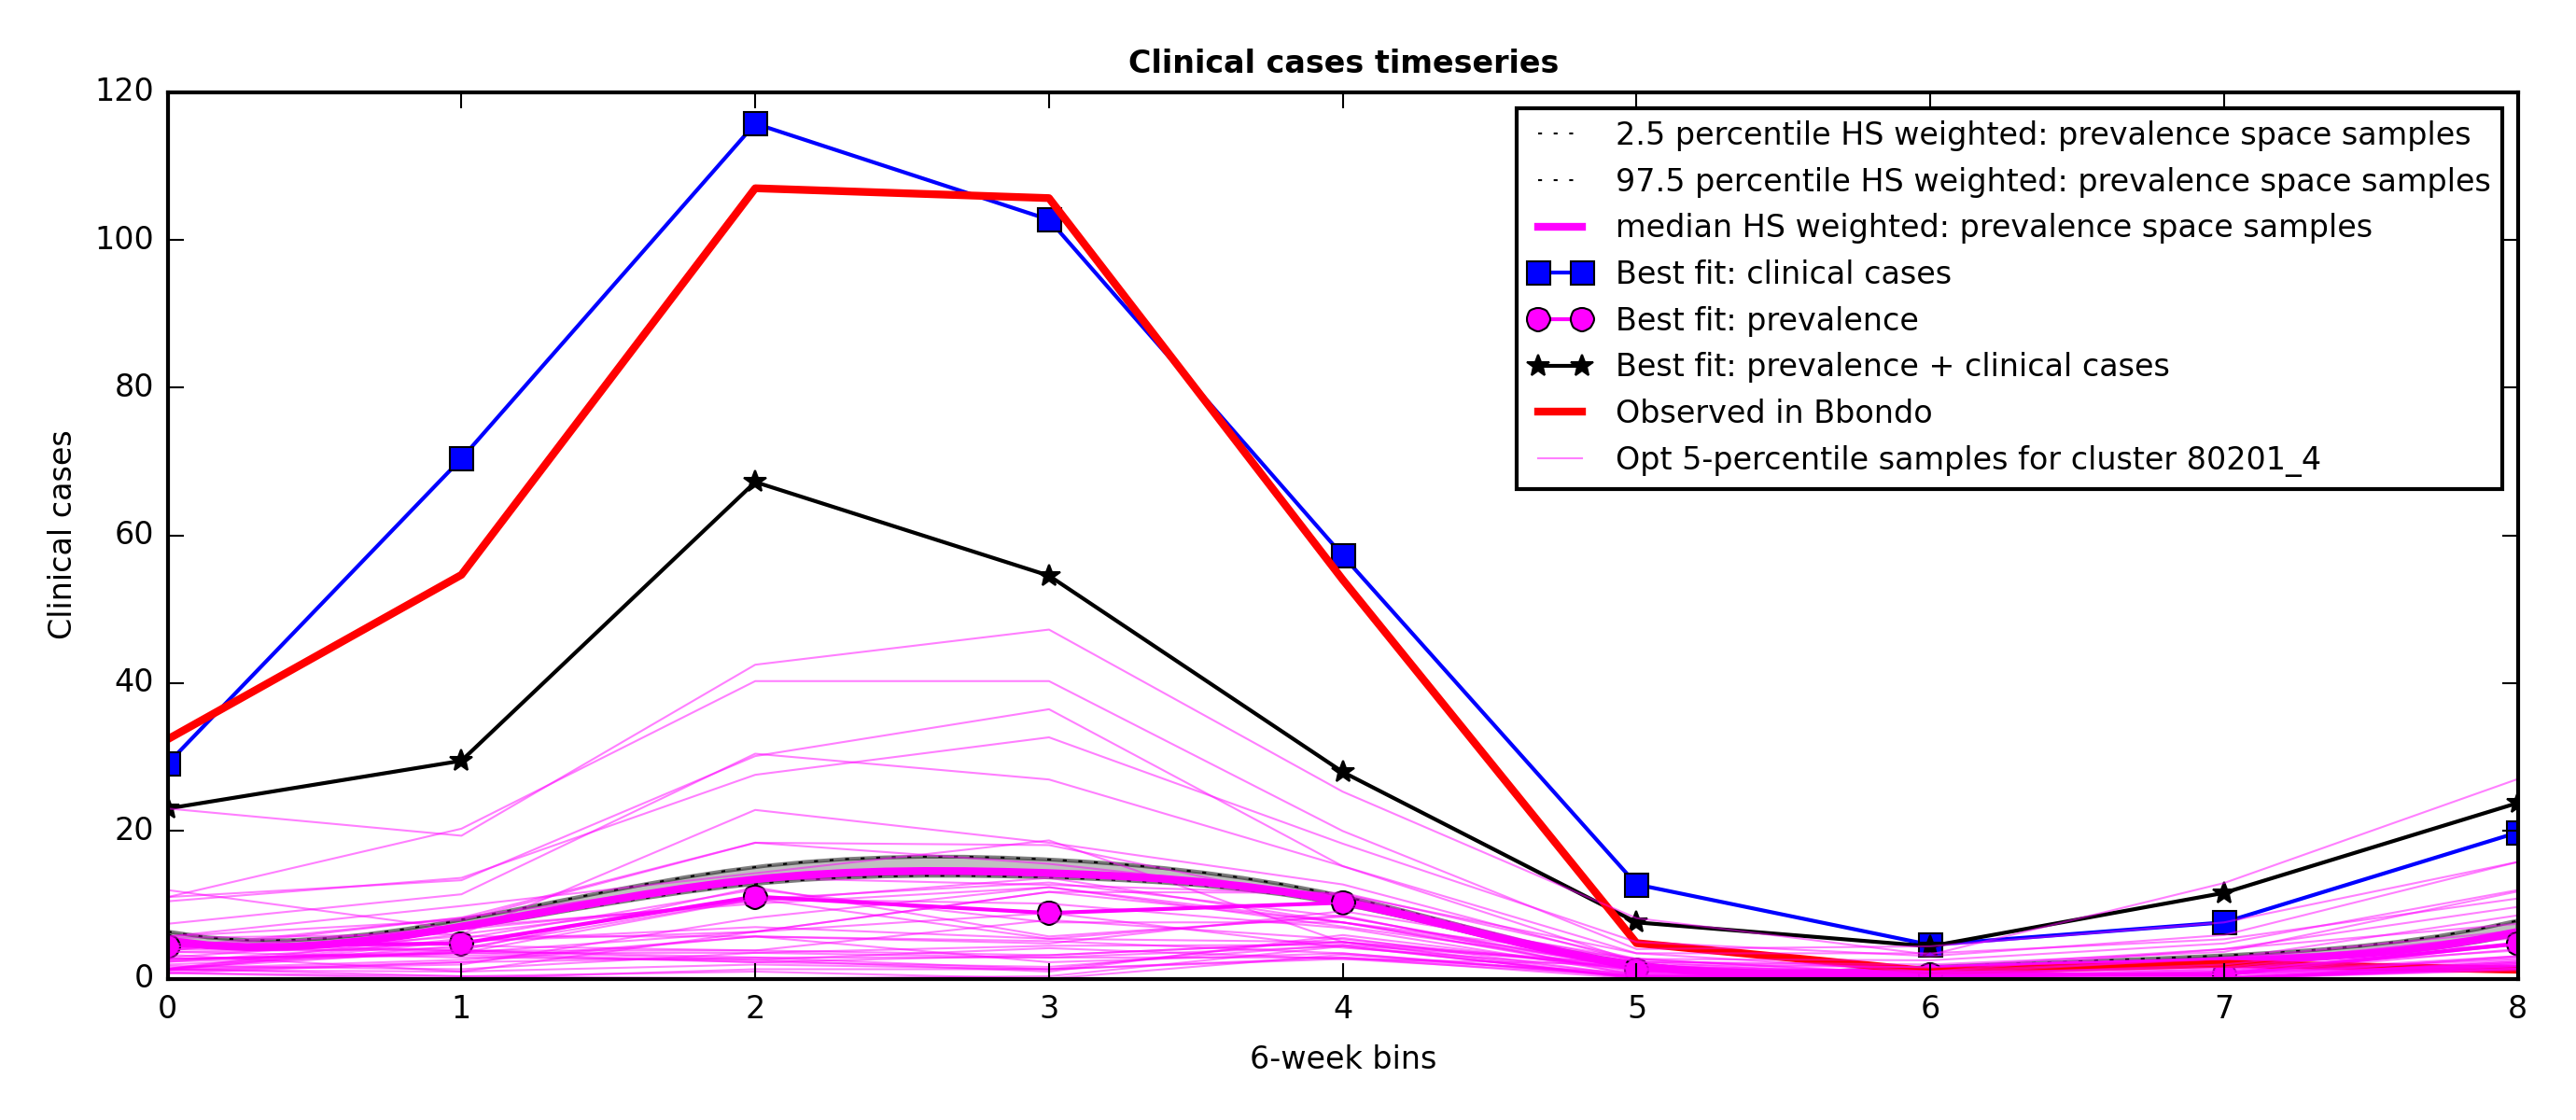 Clinical cases timeseries
120
100
80
60
40
20
0
Clinical cases
2.5 percentile HS weighted: prevalence space samples
97.5 percentile HS weighted: prevalence space samples
median HS weighted: prevalence space samples
Best fit: clinical cases
Best fit: prevalence
Best fit: prevalence + clinical cases
Observed in Bbondo
Opt 5-percentile samples for cluster 80201_4
0 1 2 3 4 5 6 7 8
6-week bins